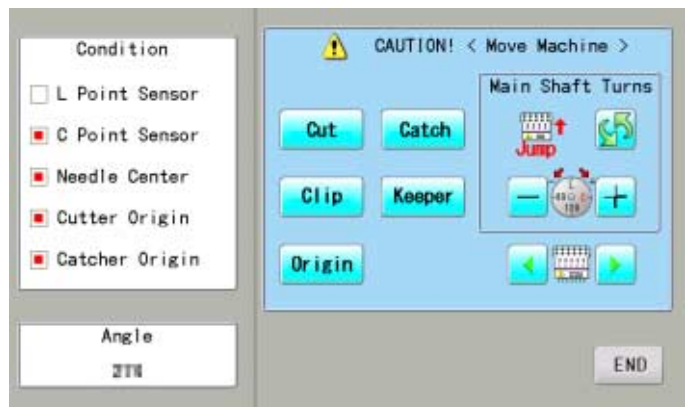 Condition
L Point Sensor
C Point Sensor
Needle Center
Cutter Origin
Catcher Origin
Angle
CAUTION! < Move Machine >
Main Shaft Turns
Cut
Catch
Jump
Clip
Keeper
Origin
END